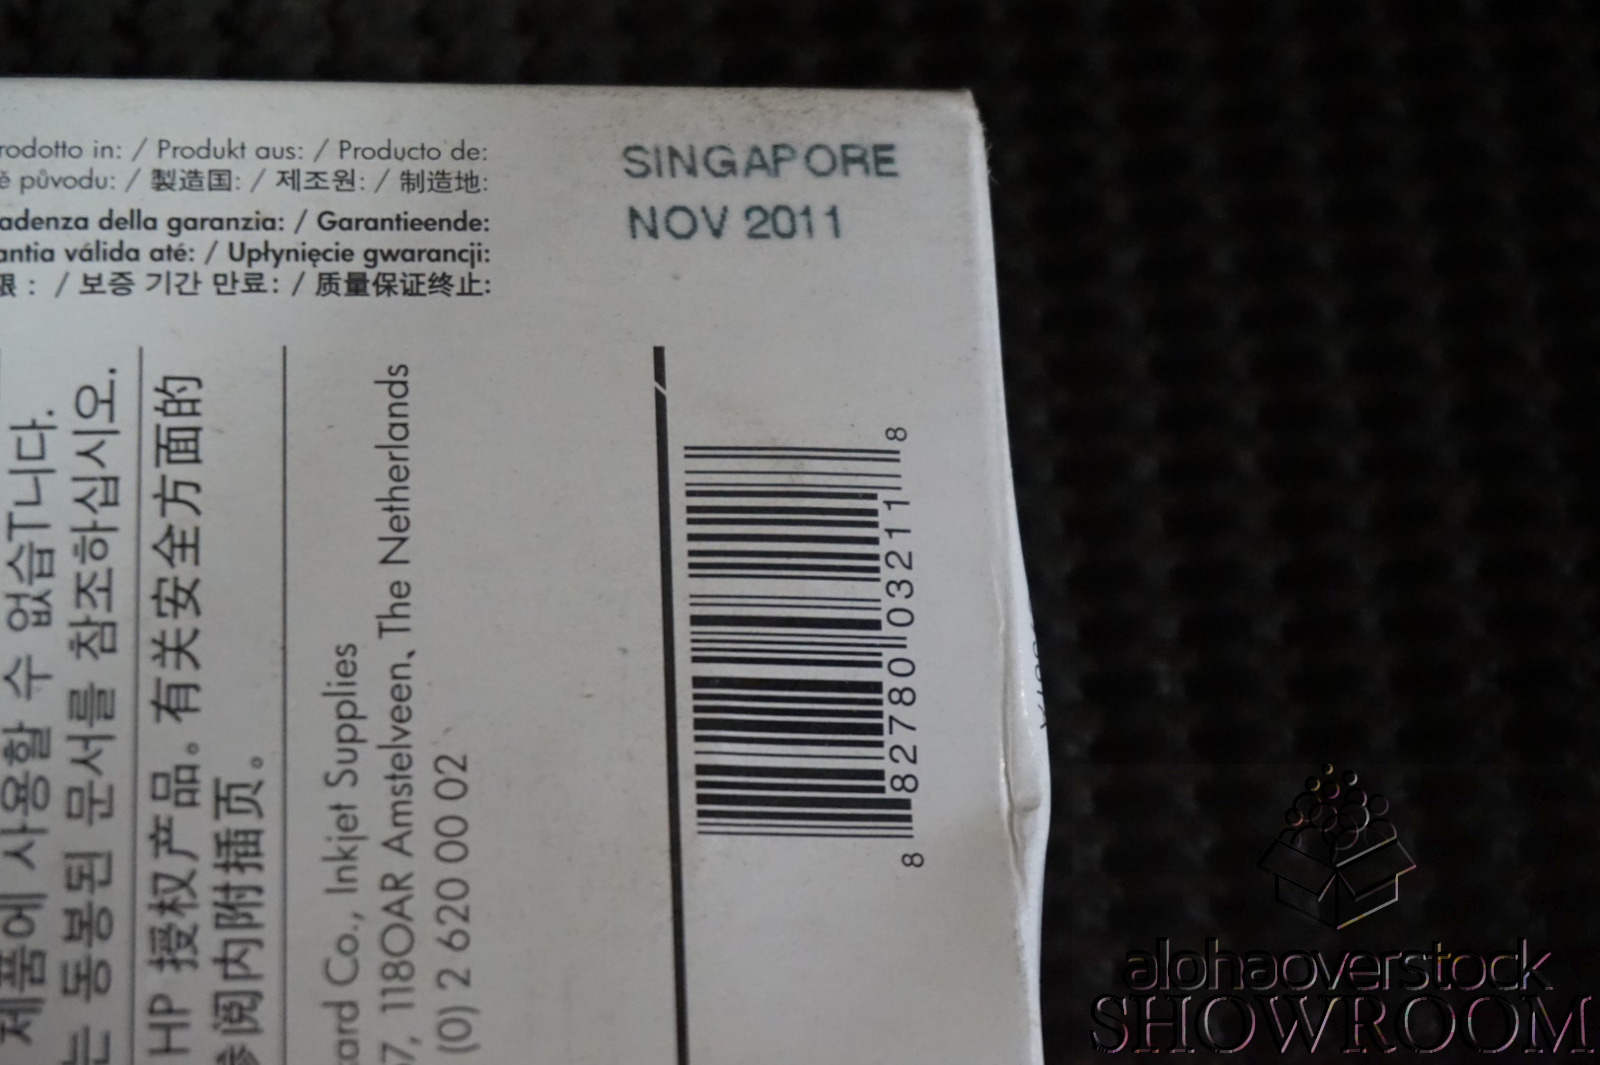 rodotto in: / Produkt aus: / Producto de:
ě původu: / 製造国: / 제조원: / 制造地:
adenza della garanzia: / Garantieende:
antia válida até: / Upłynięcie gwarancji:
限 : / 보증 기간 만료: / 质量保证终止:
SINGAPORE
NOV 2011
제품에 사용할 수 없습T니다.
는 동봉된 문서를 참조하십시오.
HP 授权产品。有关安全方面的
参阅内附插页。
ard Co., Inkjet Supplies
7, 1180AR Amstelveen, The Netherlands
(0) 2 620 00 02
8 82780 03211 8
alohaoverstock
SHOWROOM